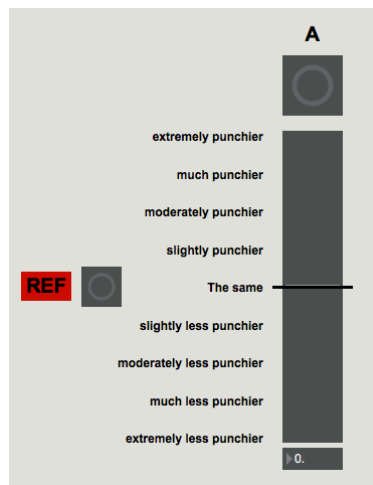 A
extremely punchier
much punchier
moderately punchier
slightly punchier
REF
The same
slightly less punchier
moderately less punchier
much less punchier
extremely less punchier
0.